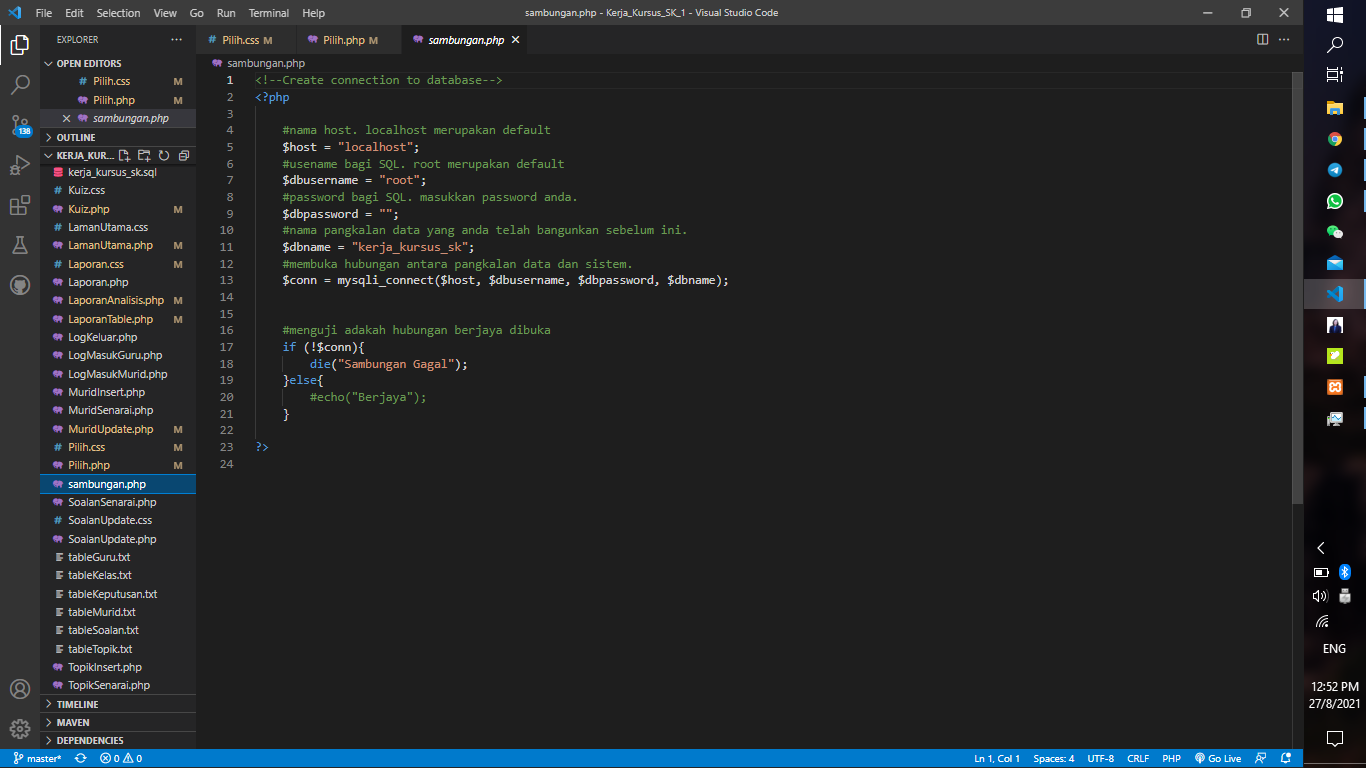 File Edit Selection View Go Run Terminal Help
sambungan.php - Kerja_Kursus_SK_1 - Visual Studio Code
EXPLORER
OPEN EDITORS
Pilih.css M
Pilih.php M
sambungan.php
OUTLINE
KERJA_KUR...
kerja_kursus_sk.sql
Kuiz.css
Kuiz.php M
LamanUtama.css
LamanUtama.php M
Laporan.css M
Laporan.php
LaporanAnalisis.php M
LaporanTable.php M
LogKeluar.php
LogMasukGuru.php
LogMasukMurid.php
MuridInsert.php
MuridSenarai.php
MuridUpdate.php M
Pilih.css M
Pilih.php M
sambungan.php
SoalanSenarai.php
SoalanUpdate.css
SoalanUpdate.php
tableGuru.txt
tableKelas.txt
tableKeputusan.txt
tableMurid.txt
tableSoalan.txt
tableTopik.txt
TopikInsert.php
TopikSenarai.php
TIMELINE
MAVEN
DEPENDENCIES
138
Pilih.css M
Pilih.php M
sambungan.php
sambungan.php
1 <!--Create connection to database-->
2 <?php
3
4 #nama host. localhost merupakan default
5 $host = "localhost";
6 #usename bagi SQL. root merupakan default
7 $dbusername = "root";
8 #password bagi SQL. masukkan password anda.
9 $dbpassword = "";
10 #nama pangkalan data yang anda telah bangunkan sebelum ini.
11 $dbname = "kerja_kursus_sk";
12 #membuka hubungan antara pangkalan data dan sistem.
13 $conn = mysqli_connect($host, $dbusername, $dbpassword, $dbname);
14
15
16 #menguji adakah hubungan berjaya dibuka
17 if (!$conn){
18 die("Sambungan Gagal");
19 }else{
20 #echo("Berjaya");
21 }
22
23 ?>
24
master* 0 0
Ln 1, Col 1 Spaces: 4 UTF-8 CRLF PHP Go Live
ENG
12:52 PM
27/8/2021